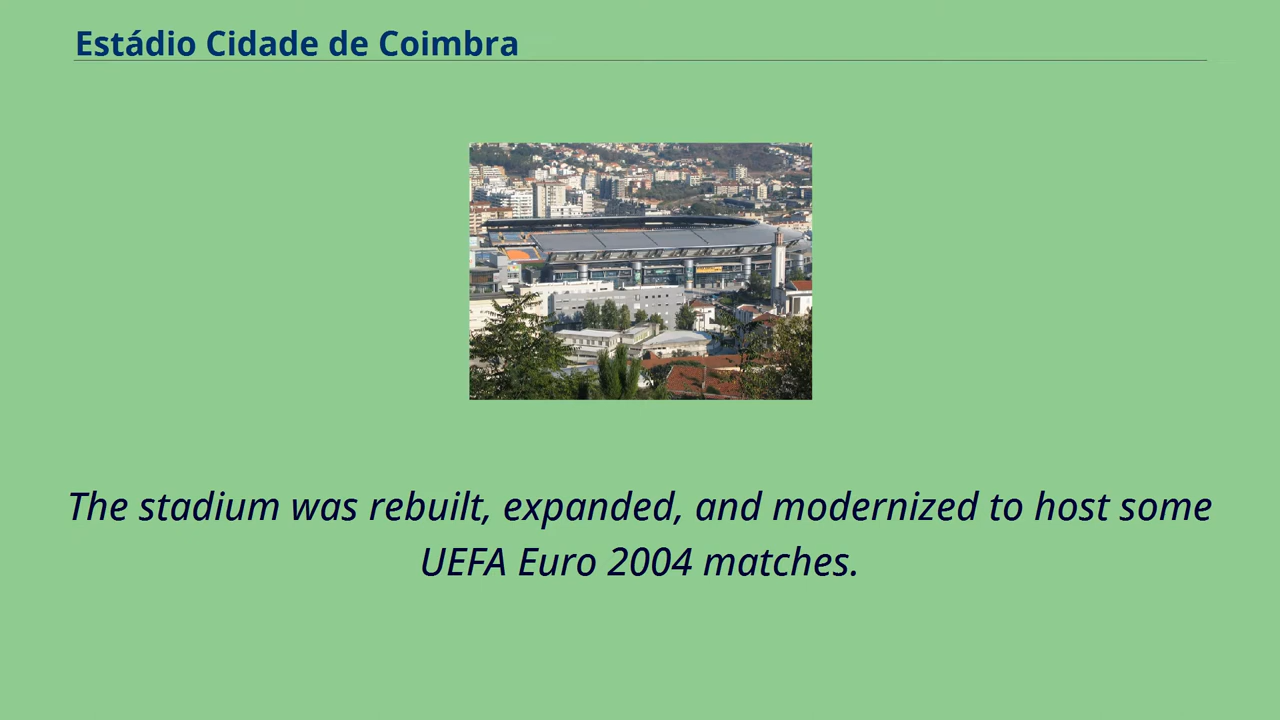 Estádio Cidade de Coimbra
The stadium was rebuilt, expanded, and modernized to host some
UEFA Euro 2004 matches.